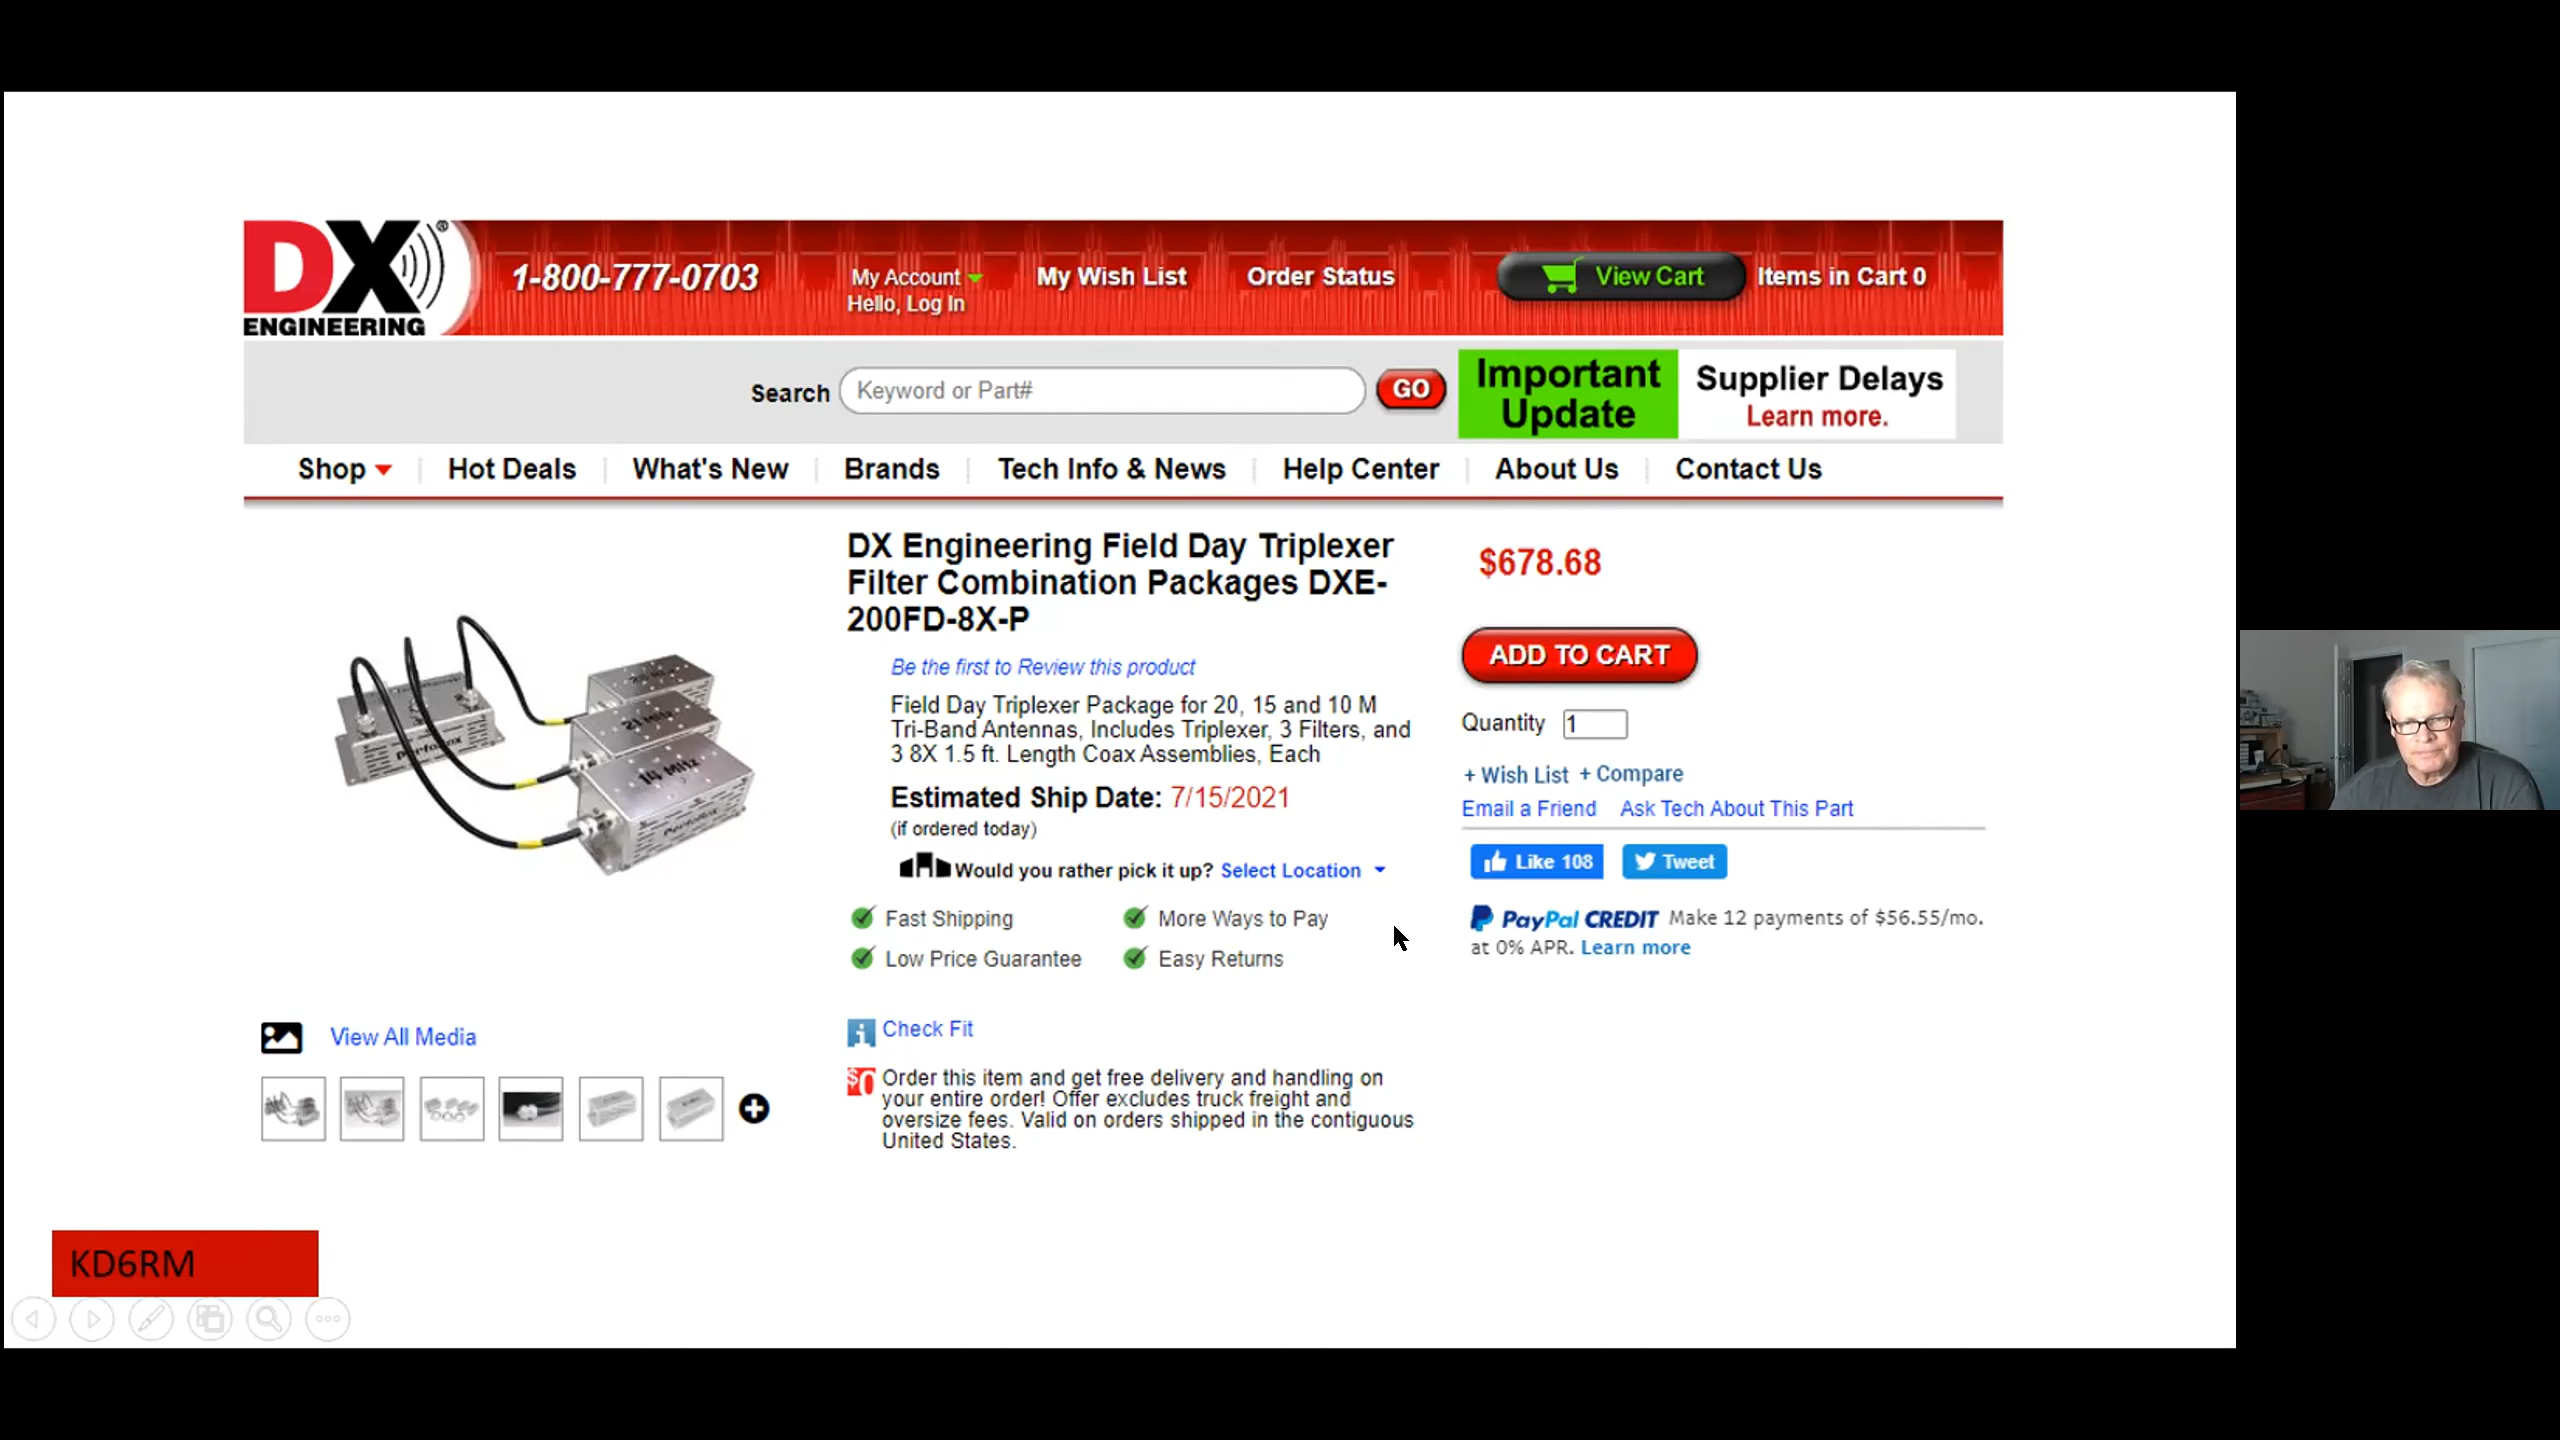 DX®
ENGINEERING
1-800-777-0703
My Account
Hello, Log In
My Wish List
Order Status
View Cart
Items in Cart 0
Search
Keyword or Part#
GO
Important
Update
Supplier Delays
Learn more.
Shop
Hot Deals
What's New
Brands
Tech Info & News
Help Center
About Us
Contact Us
21 MHz
14 MHz
DX Engineering Field Day Triplexer
Filter Combination Packages DXE-
200FD-8X-P
Be the first to Review this product
Field Day Triplexer Package for 20, 15 and 10 M
Tri-Band Antennas, Includes Triplexer, 3 Filters, and
3 8X 1.5 ft. Length Coax Assemblies, Each
Estimated Ship Date: 7/15/2021
(if ordered today)
Would you rather pick it up? Select Location
Fast Shipping
More Ways to Pay
Low Price Guarantee
Easy Returns
Check Fit
$0
Order this item and get free delivery and handling on
your entire order! Offer excludes truck freight and
oversize fees. Valid on orders shipped in the contiguous
United States.
$678.68
ADD TO CART
Quantity 1
+ Wish List + Compare
Email a Friend Ask Tech About This Part
Like 108
Tweet
PayPal CREDIT Make 12 payments of $56.55/mo.
at 0% APR. Learn more
View All Media
KD6RM